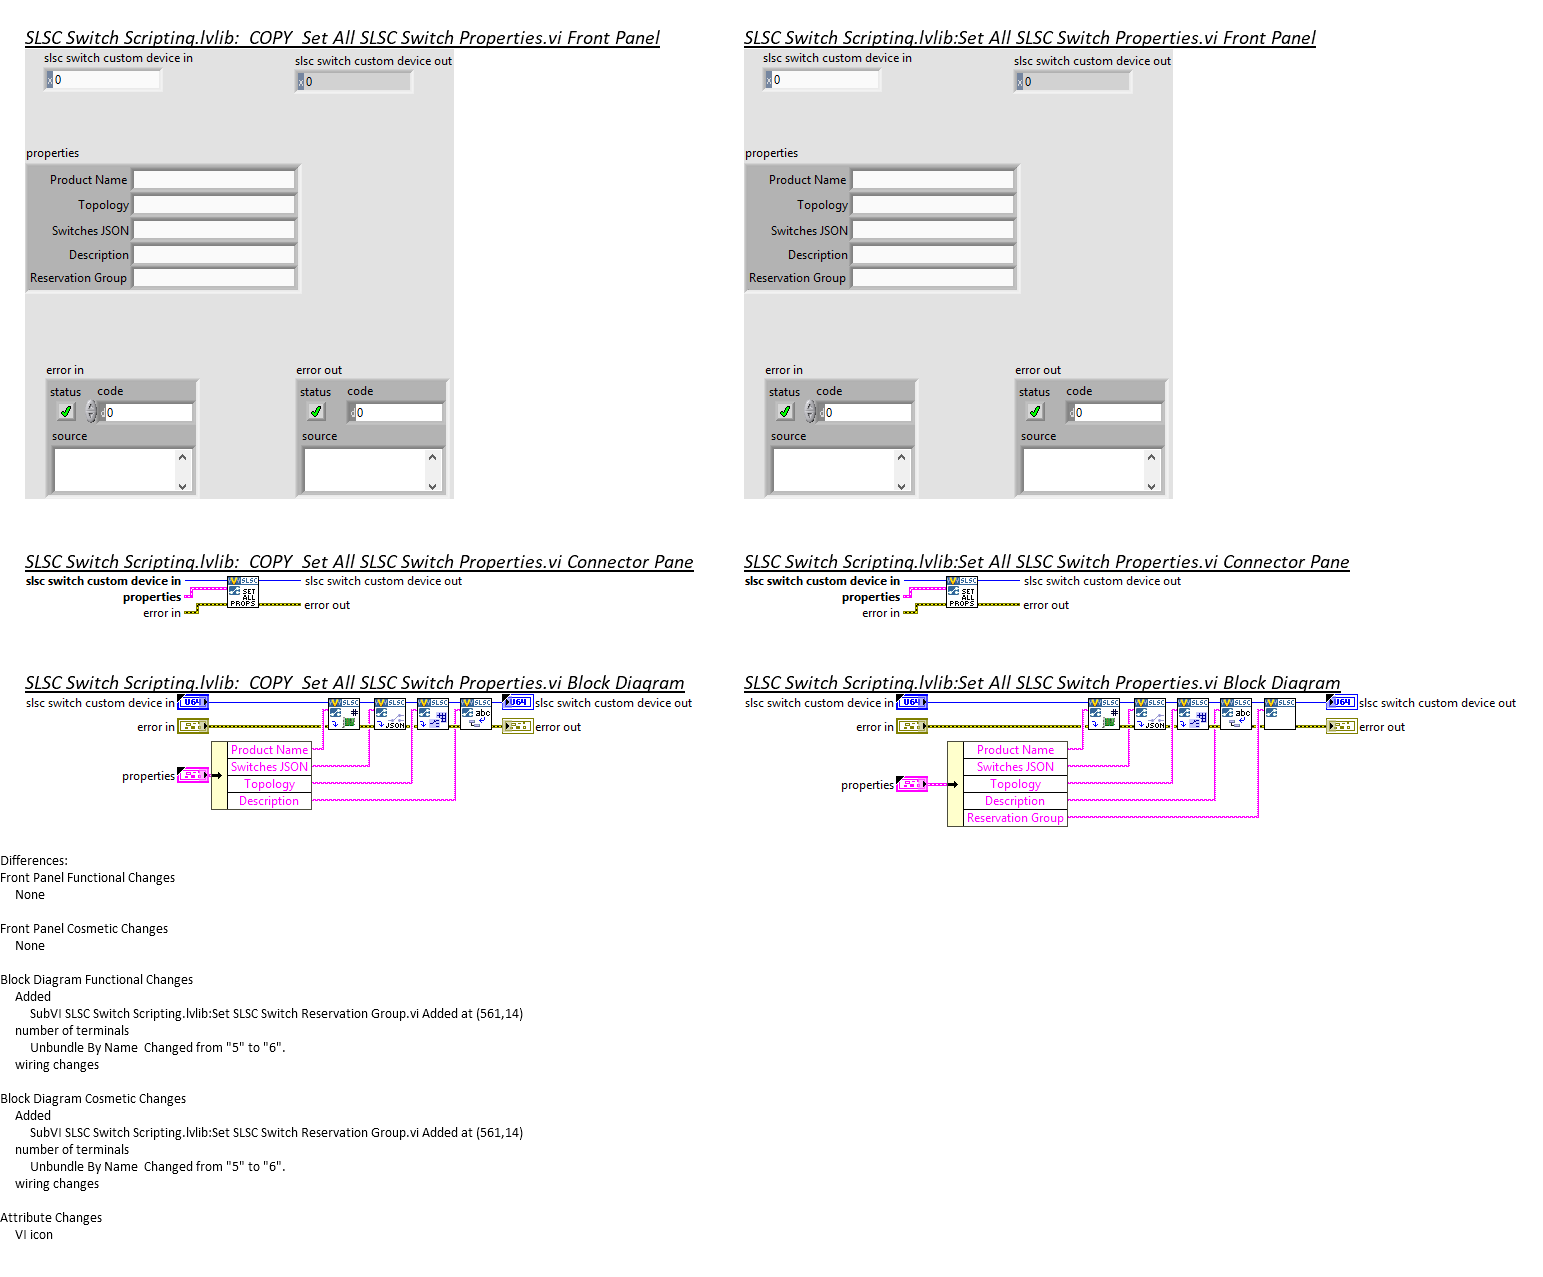 SLSC Switch Scripting.lvlib:  COPY  Set All SLSC Switch Properties.vi Front Panel
slsc switch custom device in
slsc switch custom device out
x 0
x 0
properties
Product Name
Topology
Switches JSON
Description
Reservation Group
error in
error out
status code
status code
d 0
d 0
source
source
SLSC Switch Scripting.lvlib:Set All SLSC Switch Properties.vi Front Panel
slsc switch custom device in
slsc switch custom device out
x 0
x 0
properties
Product Name
Topology
Switches JSON
Description
Reservation Group
error in
error out
status code
status code
d 0
d 0
source
source
SLSC Switch Scripting.lvlib:  COPY  Set All SLSC Switch Properties.vi Connector Pane
slsc switch custom device in
SLSC
slsc switch custom device out
properties
SET
ALL
PROPS
error in
error out
SLSC Switch Scripting.lvlib:Set All SLSC Switch Properties.vi Connector Pane
slsc switch custom device in
SLSC
slsc switch custom device out
properties
SET
ALL
PROPS
error in
error out
SLSC Switch Scripting.lvlib:  COPY  Set All SLSC Switch Properties.vi Block Diagram
slsc switch custom device in
U64
SLSC
SLSC
SLSC
SLSC
U64
slsc switch custom device out
#
JSON
abc
error in
error out
Product Name
Switches JSON
Topology
Description
properties
SLSC Switch Scripting.lvlib:Set All SLSC Switch Properties.vi Block Diagram
slsc switch custom device in
U64
SLSC
SLSC
SLSC
SLSC
SLSC
U64
slsc switch custom device out
#
JSON
abc
error in
error out
Product Name
Switches JSON
Topology
Description
Reservation Group
properties
Differences:
Front Panel Functional Changes
None
Front Panel Cosmetic Changes
None
Block Diagram Functional Changes
Added
SubVI SLSC Switch Scripting.lvlib:Set SLSC Switch Reservation Group.vi Added at (561,14)
number of terminals
Unbundle By Name  Changed from "5" to "6".
wiring changes
Block Diagram Cosmetic Changes
Added
SubVI SLSC Switch Scripting.lvlib:Set SLSC Switch Reservation Group.vi Added at (561,14)
number of terminals
Unbundle By Name  Changed from "5" to "6".
wiring changes
Attribute Changes
VI icon